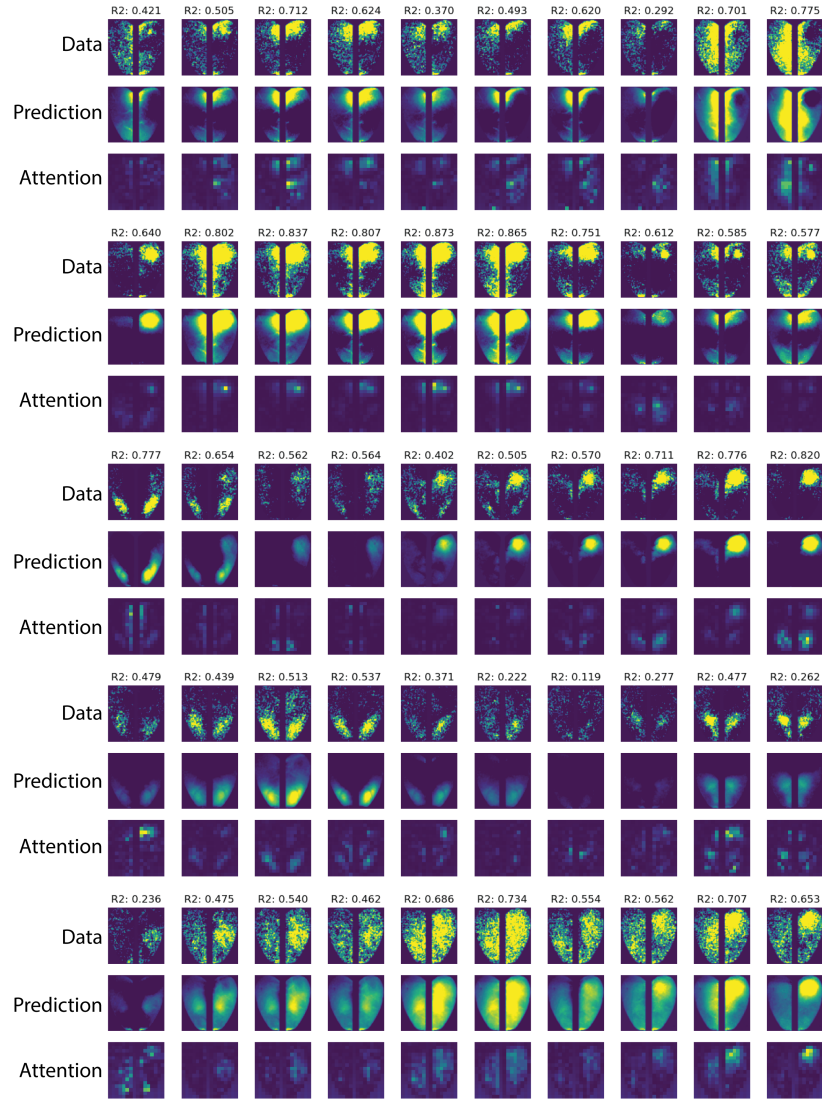 R2: 0.421 R2: 0.505 R2: 0.712 R2: 0.624 R2: 0.370 R2: 0.493 R2: 0.620 R2: 0.292 R2: 0.701 R2: 0.775
Data
Prediction
Attention
R2: 0.640 R2: 0.802 R2: 0.837 R2: 0.807 R2: 0.873 R2: 0.865 R2: 0.751 R2: 0.612 R2: 0.585 R2: 0.577
Data
Prediction
Attention
R2: 0.777 R2: 0.654 R2: 0.562 R2: 0.564 R2: 0.402 R2: 0.505 R2: 0.570 R2: 0.711 R2: 0.776 R2: 0.820
Data
Prediction
Attention
R2: 0.479 R2: 0.439 R2: 0.513 R2: 0.537 R2: 0.371 R2: 0.222 R2: 0.119 R2: 0.277 R2: 0.477 R2: 0.262
Data
Prediction
Attention
R2: 0.236 R2: 0.475 R2: 0.540 R2: 0.462 R2: 0.686 R2: 0.734 R2: 0.554 R2: 0.562 R2: 0.707 R2: 0.653
Data
Prediction
Attention